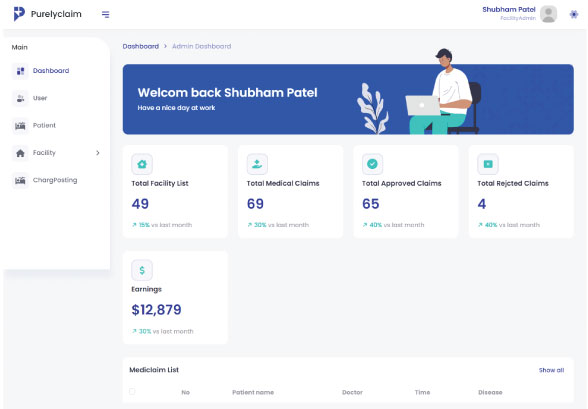 Purelyclaim
Shubham Patel
FacilityAdmin
Main
Dashboard
User
Patient
Facility
ChargPosting
Dashboard > Admin Dashboard
Welcom back Shubham Patel
Have a nice day at work
Total Facility List
49
15% vs last month
Total Medical Claims
69
30% vs last month
Total Approved Claims
65
40% vs last month
Total Rejcted Claims
4
40% vs last month
$
Earnings
$12,879
30% vs last month
Mediclaim List
Show all
No Patient name Doctor Time Disease